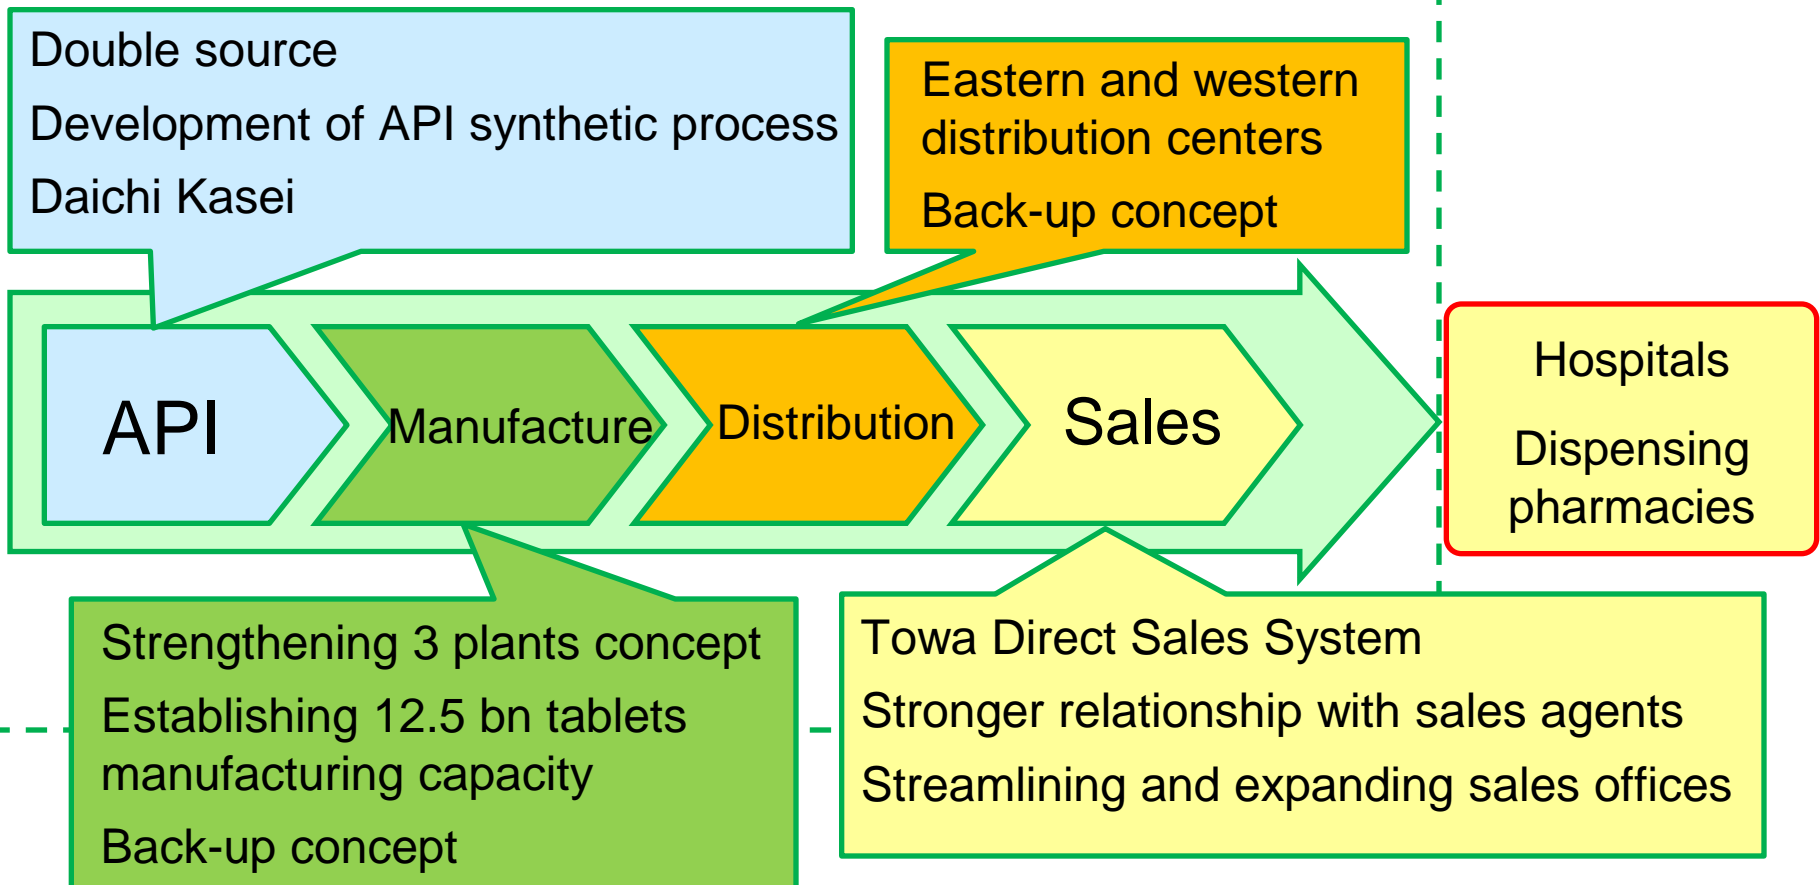 Double source
Development of API synthetic process
Daichi Kasei
Eastern and western
distribution centers
Back-up concept
API
Manufacture
Distribution
Sales
Hospitals
Dispensing
pharmacies
Strengthening 3 plants concept
Establishing 12.5 bn tablets
manufacturing capacity
Back-up concept
Towa Direct Sales System
Stronger relationship with sales agents
Streamlining and expanding sales offices